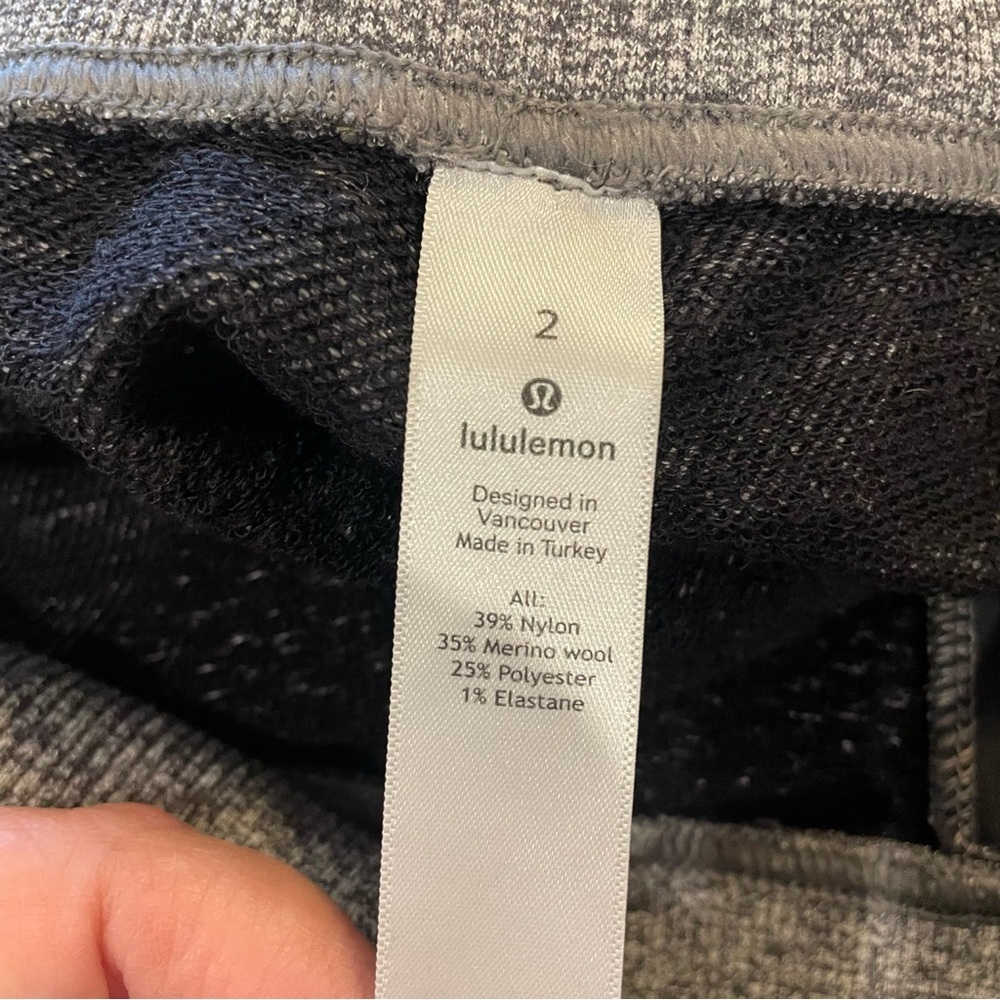 2
lululemon
Designed in
Vancouver
Made in Turkey
All:
39% Nylon
35% Merino wool
25% Polyester
1% Elastane